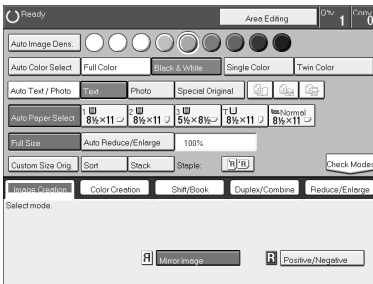 Ready Area Editing Q'ty 1 Copy 0
Auto Image Dens.
Auto Color Select Full Color Black & White Single Color Twin Color
Auto Text / Photo Text Photo Special Original
Auto Paper Select 1 8½×11 2 8½×11 3 5½×8½ T 8½×11 Normal 8½×11
Full Size Auto Reduce/Enlarge 100%
Custom Size Orig. Sort Stack Staple: R R Check Modes
Image Creation Color Creation Shift/Book Duplex/Combine Reduce/Enlarge
Select mode.
R Mirror Image R Positive/Negative